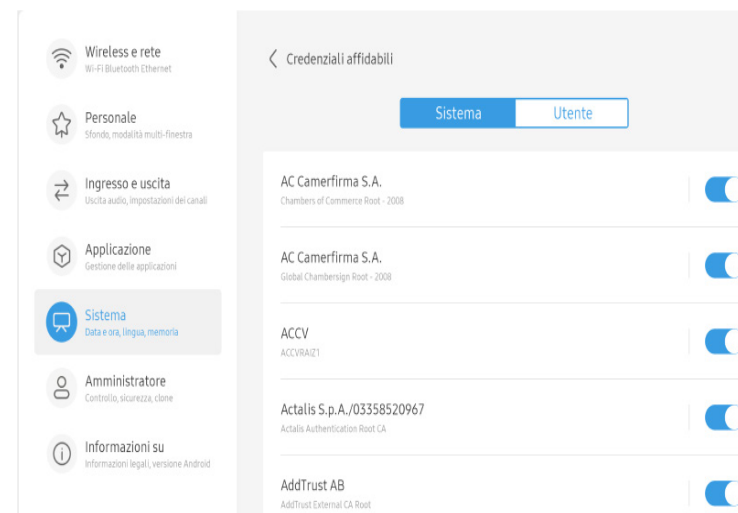 Wireless e rete
Wi-Fi Bluetooth Ethernet
Personale
Sfondo, modalità multi-finestra
Ingresso e uscita
Uscita audio, impostazioni dei canali
Applicazione
Gestione delle applicazioni
Sistema
Data e ora, lingua, memoria
Amministratore
Controllo, sicurezza, clone
Informazioni su
Informazioni legali, versione Android
Credenziali affidabili
Sistema
Utente
AC Camerfirma S.A.
Chambers of Commerce Root - 2008
AC Camerfirma S.A.
Global Chambersign Root - 2008
ACCV
ACCVRAIZ1
Actalis S.p.A./03358520967
Actalis Authentication Root CA
AddTrust AB
AddTrust External CA Root